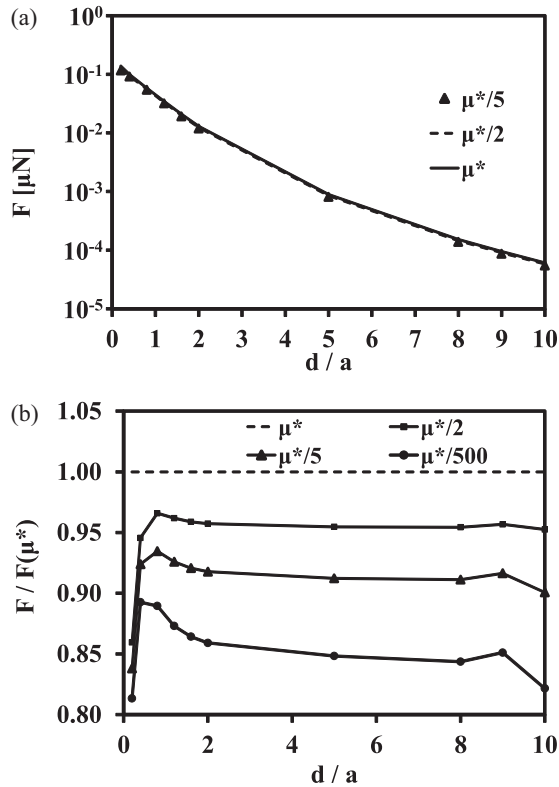 (a)
10⁰
10⁻¹
10⁻²
10⁻³
10⁻⁴
10⁻⁵
F [µN]
µ*/5
µ*/2
µ*
0 1 2 3 4 5 6 7 8 9 10
d / a
(b)
1.05
1.00
0.95
0.90
0.85
0.80
F / F(µ*)
µ* µ*/2
µ*/5 µ*/500
0 2 4 6 8 10
d / a